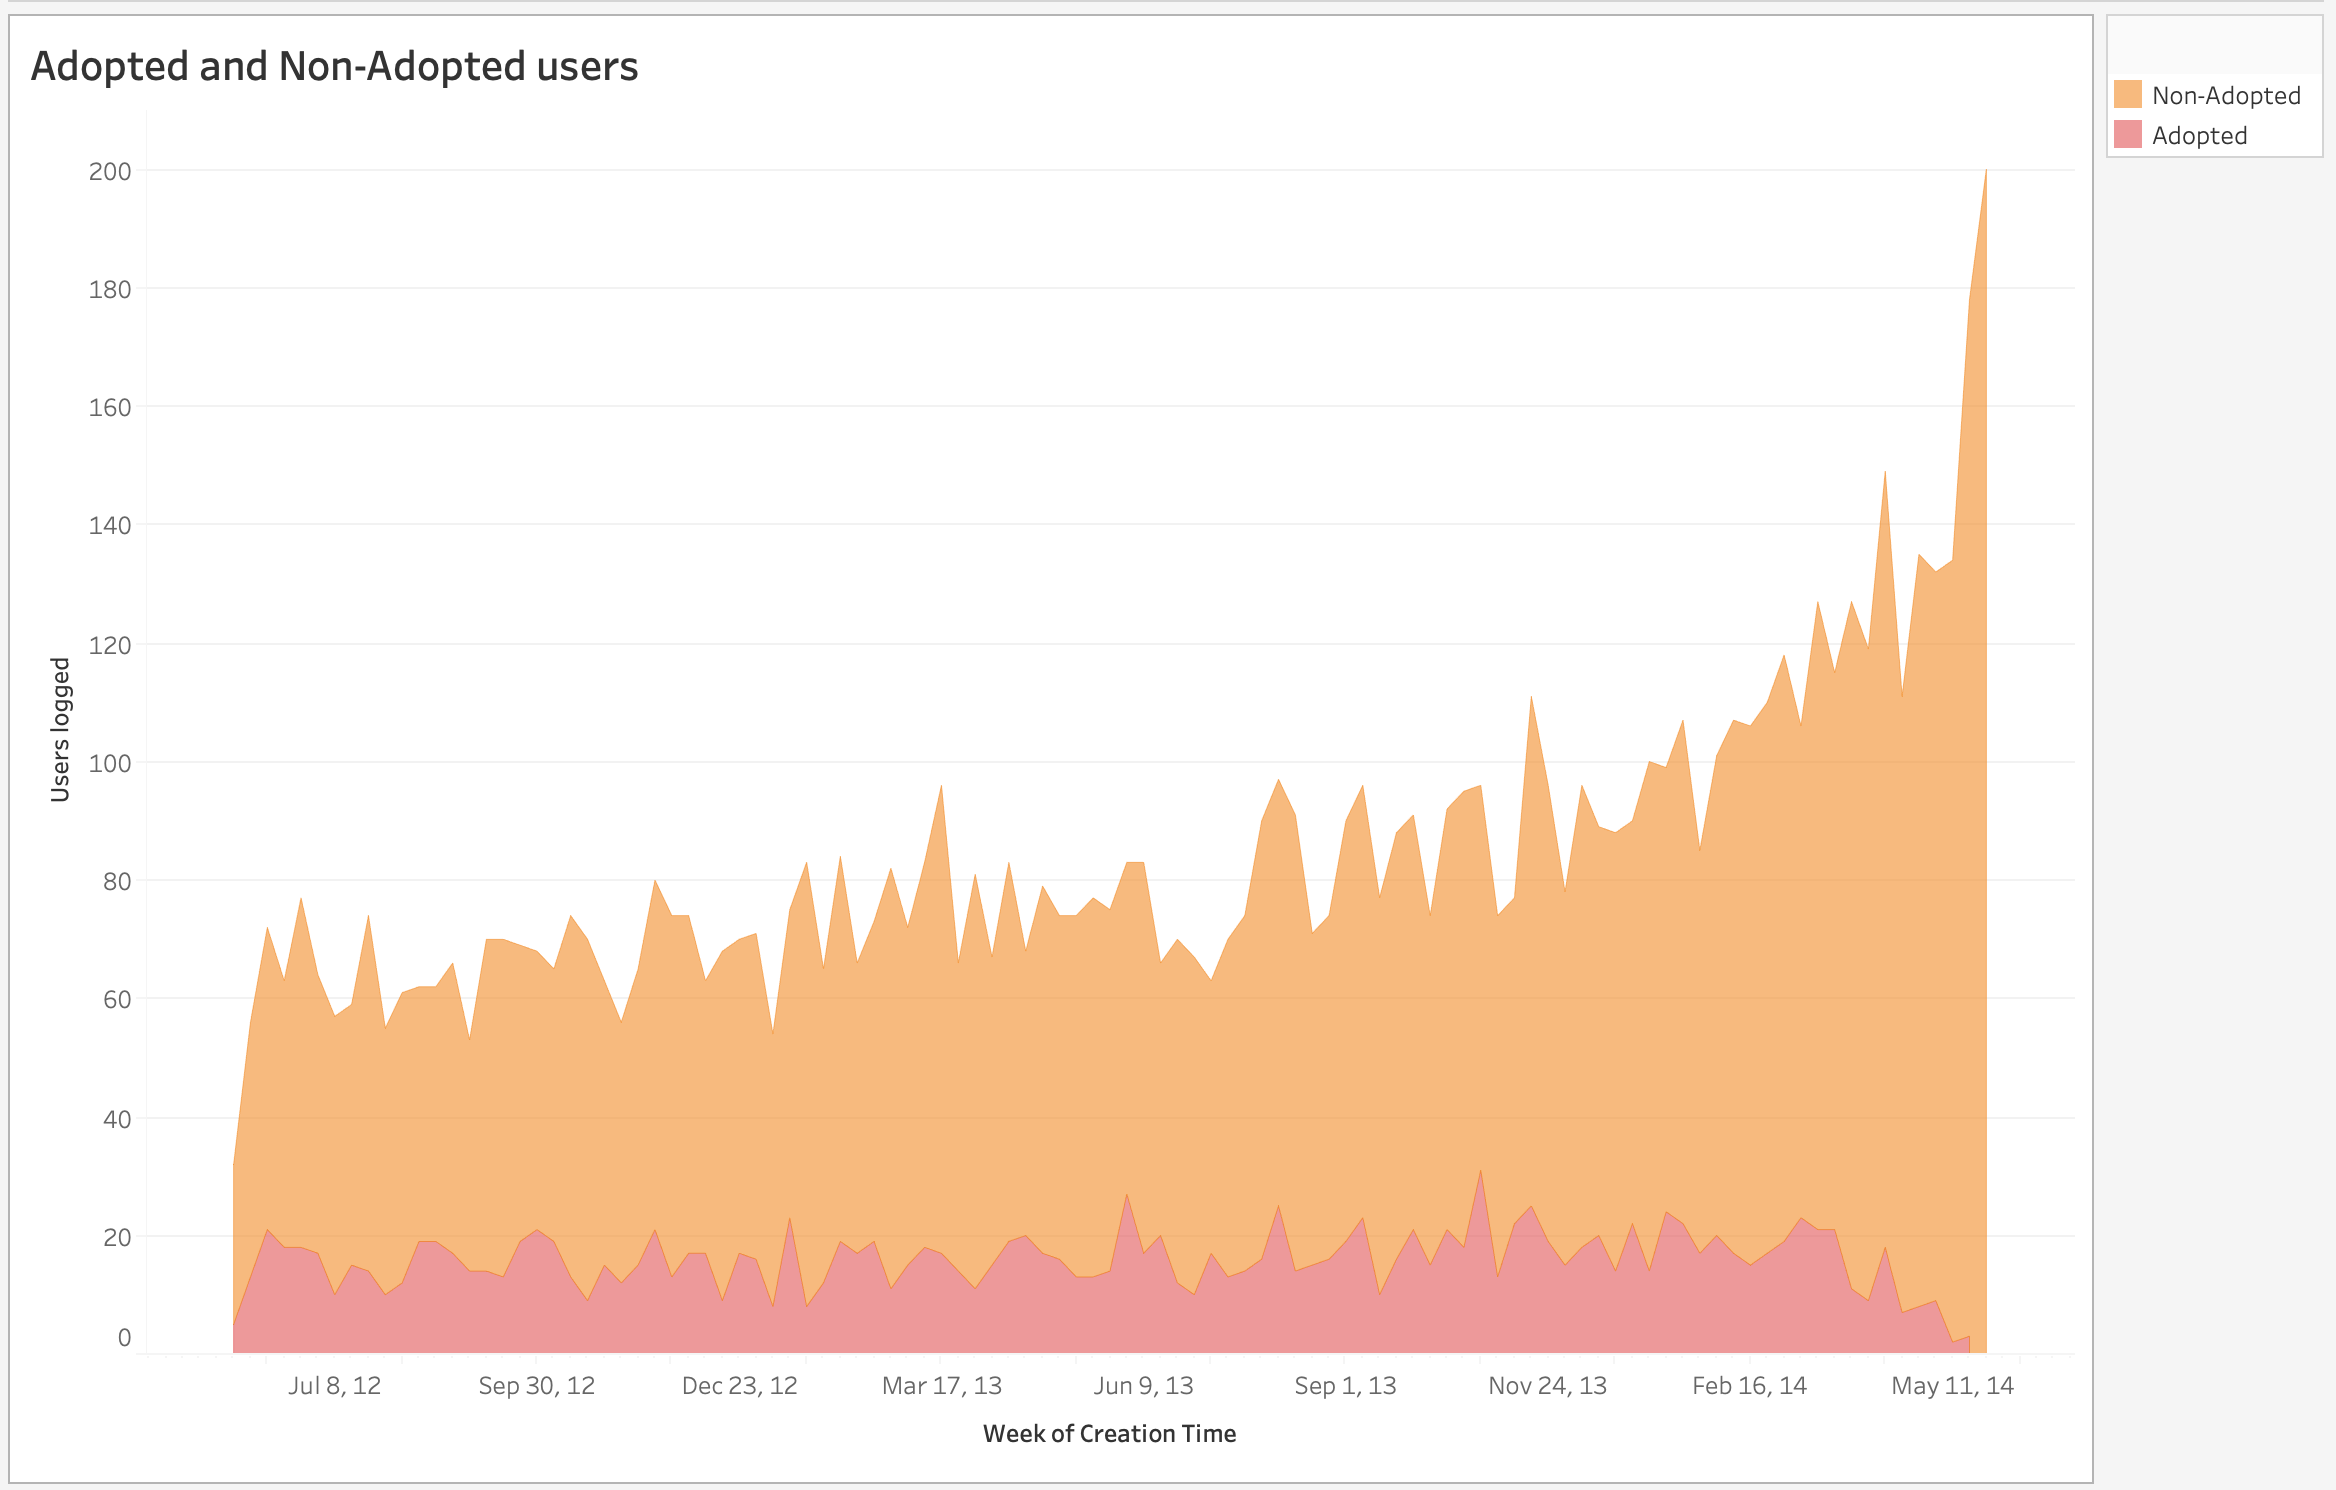 Adopted and Non-Adopted users
Non-Adopted
Adopted
Users logged
200
180
160
140
120
100
80
60
40
20
0
Jul 8, 12 Sep 30, 12 Dec 23, 12 Mar 17, 13 Jun 9, 13 Sep 1, 13 Nov 24, 13 Feb 16, 14 May 11, 14
Week of Creation Time